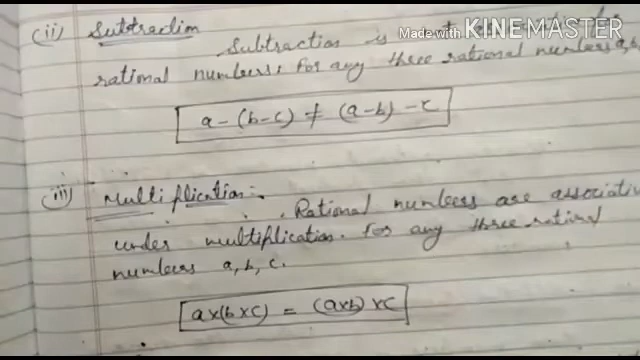 Made with KINEMASTER
(ii) Subtraction
Subtraction is
rational numbers. For any three rational numbers a,
a - (b-c) ≠ (a-b) - c
(iii) Multiplication:-
Rational numbers are associative
under multiplication. For any three rational
numbers a, b, c.
a×(b×c) = (a×b)×c